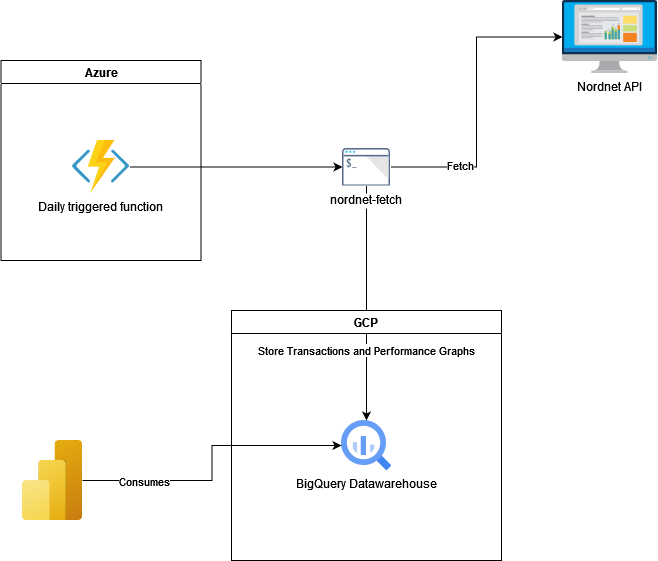 Nordnet API
Azure
$_
Fetch
Daily triggered function
nordnet-fetch
GCP
Store Transactions and Performance Graphs
Consumes
BigQuery Datawarehouse